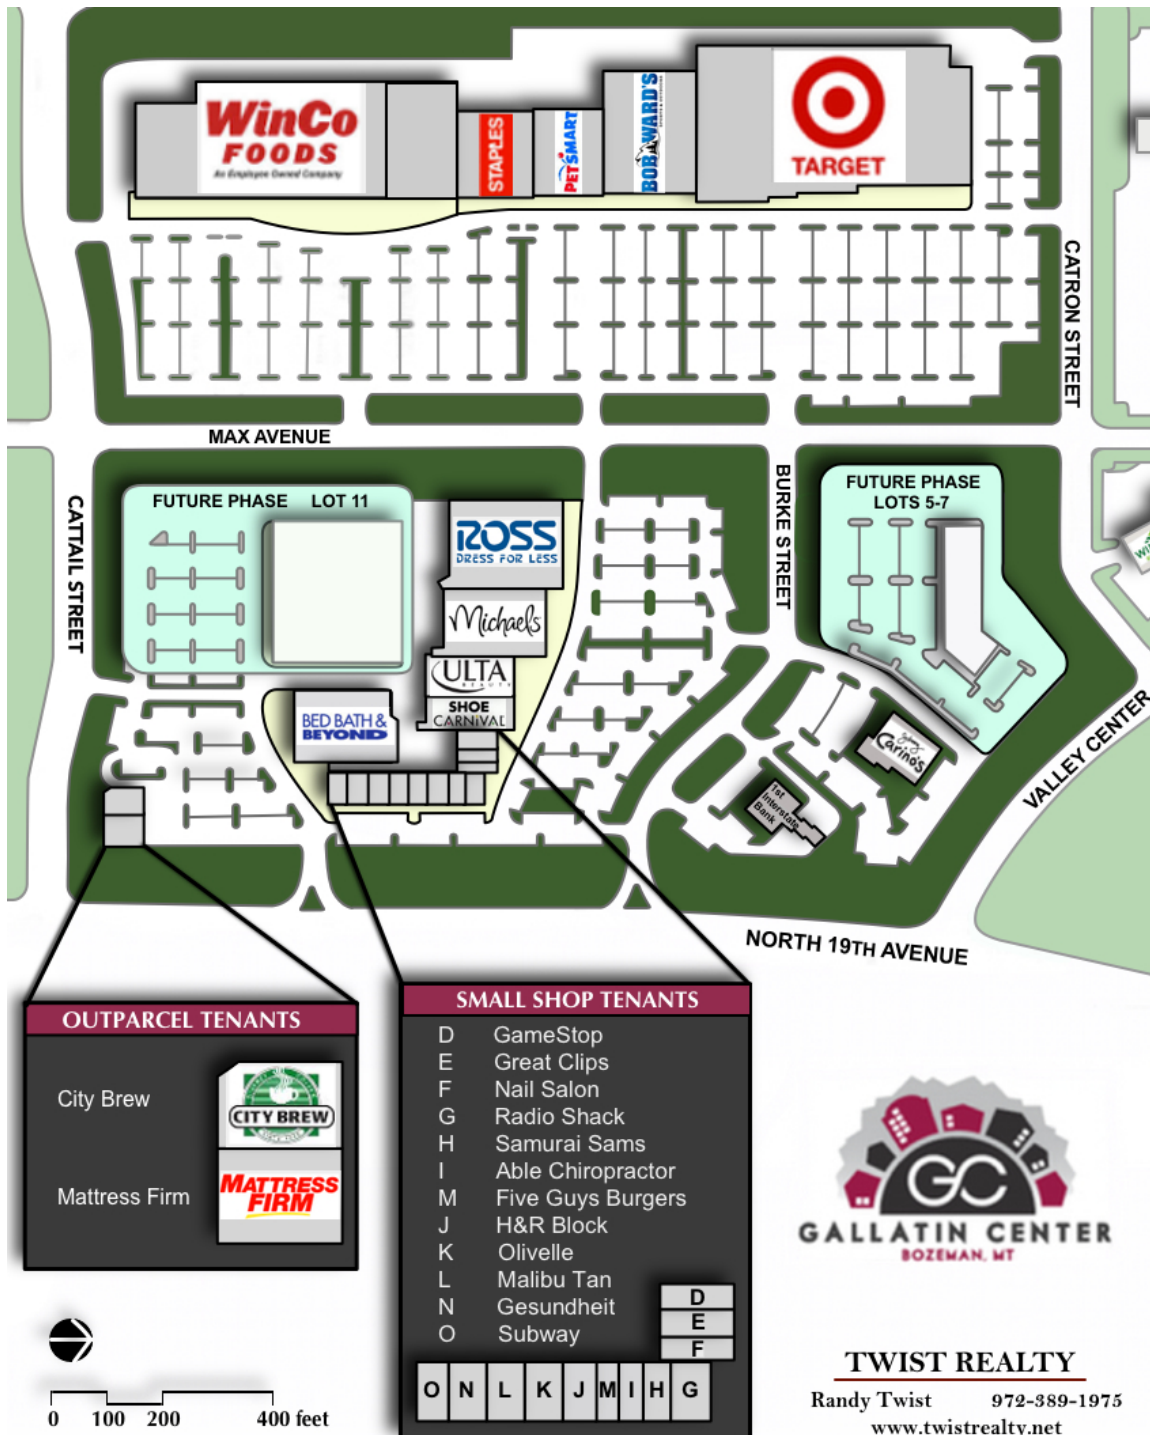 WinCo
FOODS
An Employee Owned Company
STAPLES
PETSMART
BOB WARD'S
SPORTS & OUTDOORS
TARGET
CATRON STREET
MAX AVENUE
CATTAIL STREET
FUTURE PHASE LOT 11
ROSS
DRESS FOR LESS
Michaels
ULTA
BEAUTY
SHOE
CARNIVAL
BED BATH &
BEYOND
BURKE STREET
FUTURE PHASE
LOTS 5-7
Johnny
Carino's
1st
Interstate
Bank
VALLEY CENTER
NORTH 19TH AVENUE
OUTPARCEL TENANTS
City Brew
CITY BREW
Mattress Firm
MATTRESS
FIRM
SMALL SHOP TENANTS
D GameStop
E Great Clips
F Nail Salon
G Radio Shack
H Samurai Sams
I Able Chiropractor
M Five Guys Burgers
J H&R Block
K Olivelle
L Malibu Tan
N Gesundheit
O Subway
D
E
F
O N L K J M I H G
GC
GALLATIN CENTER
BOZEMAN, MT
0 100 200 400 feet
TWIST REALTY
Randy Twist 972-389-1975
www.twistrealty.net